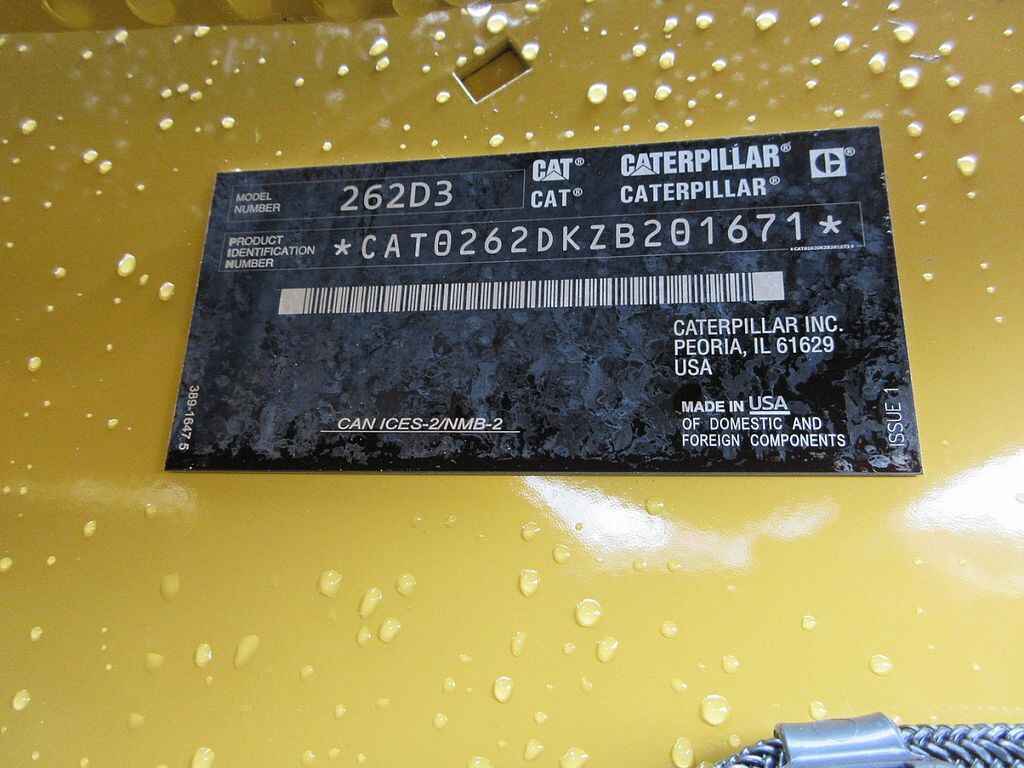 MODEL NUMBER 262D3
CAT® CATERPILLAR®
CAT® CATERPILLAR®
PRODUCT IDENTIFICATION NUMBER *CAT0262DKZB201671*
*CAT0262DKZB201671*
CATERPILLAR INC.
PEORIA, IL 61629
USA
MADE IN USA
OF DOMESTIC AND
FOREIGN COMPONENTS
CAN ICES-2/NMB-2
389-1647 5
ISSUE 1